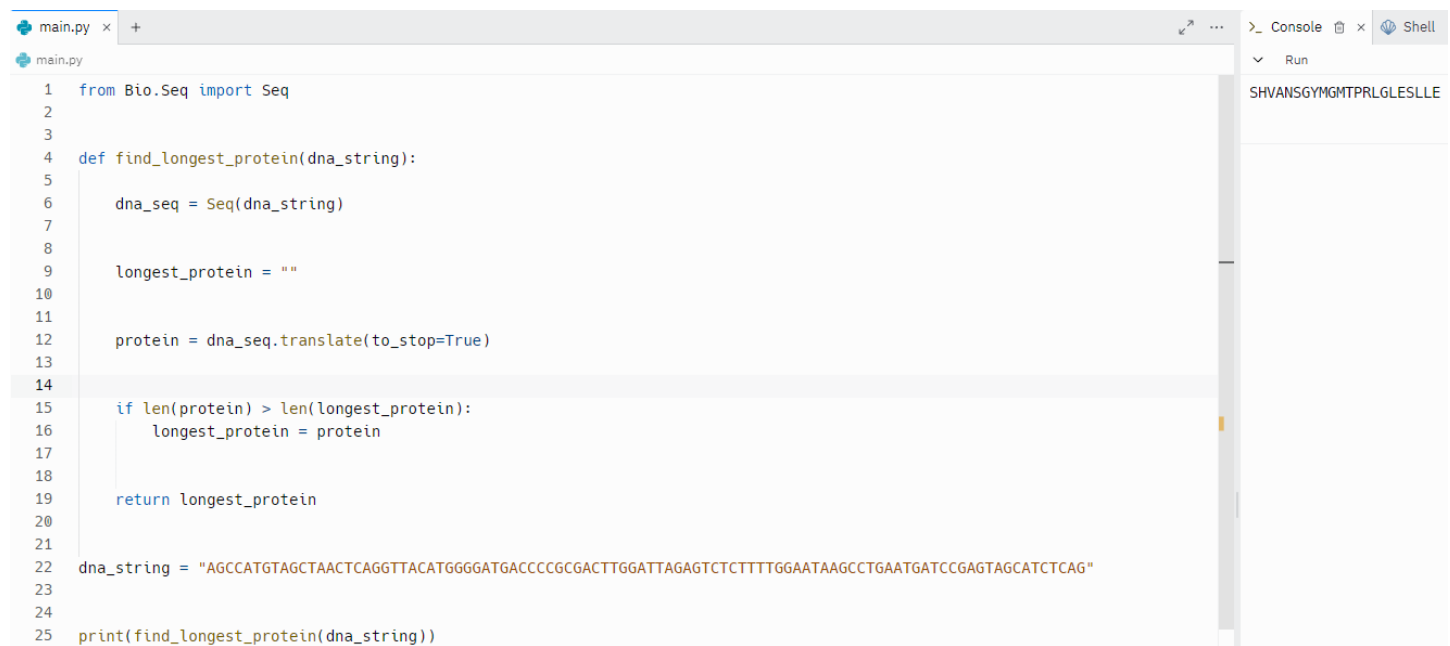 main.py × +
>_ Console × Shell
main.py
Run
1 from Bio.Seq import Seq
2
3
4 def find_longest_protein(dna_string):
5
6 dna_seq = Seq(dna_string)
7
8
9 longest_protein = ""
10
11
12 protein = dna_seq.translate(to_stop=True)
13
14
15 if len(protein) > len(longest_protein):
16 longest_protein = protein
17
18
19 return longest_protein
20
21
22 dna_string = "AGCCATGTAGCTAACTCAGGTTACATGGGGATGACCCCGCGACTTGGATTAGAGTCTCTTTTGGAATAAGCCTGAATGATCCGAGTAGCATCTCAG"
23
24
25 print(find_longest_protein(dna_string))
SHVANSGYMGMTPRLGLESLLE